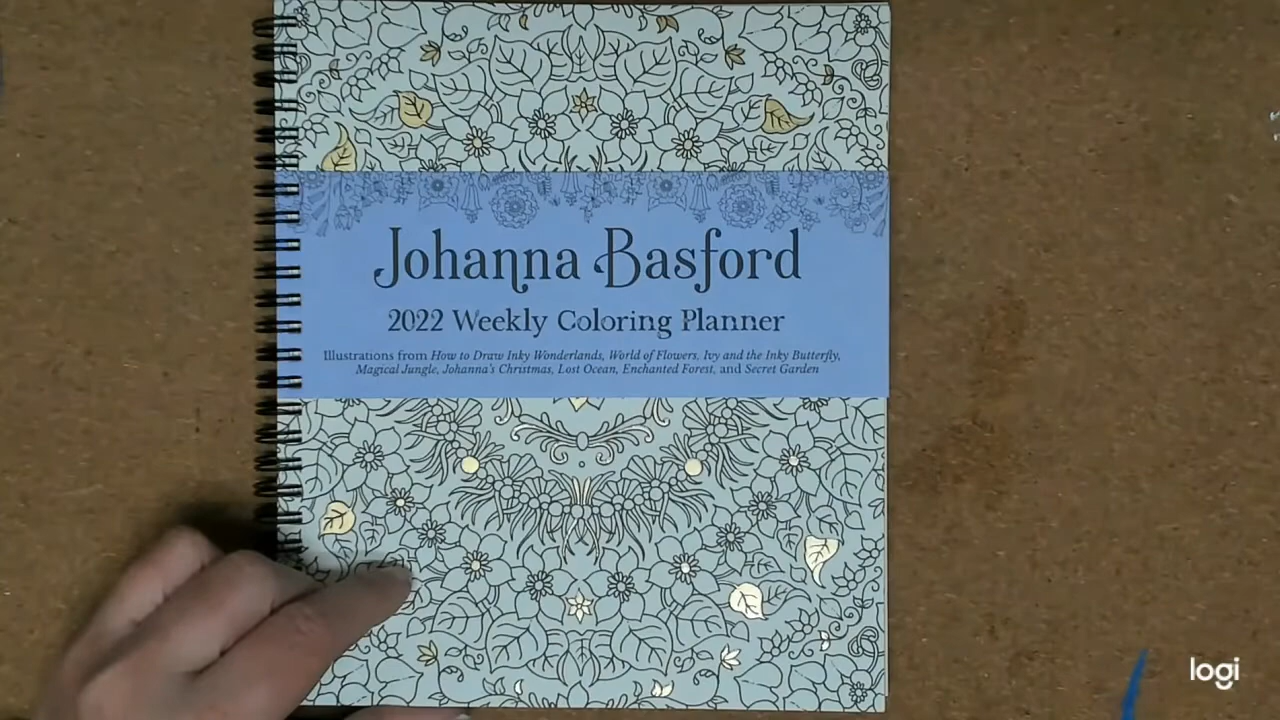 Johanna Basford
2022 Weekly Coloring Planner
Illustrations from How to Draw Inky Wonderlands, World of Flowers, Ivy and the Inky Butterfly,
Magical Jungle, Johanna's Christmas, Lost Ocean, Enchanted Forest, and Secret Garden
logi